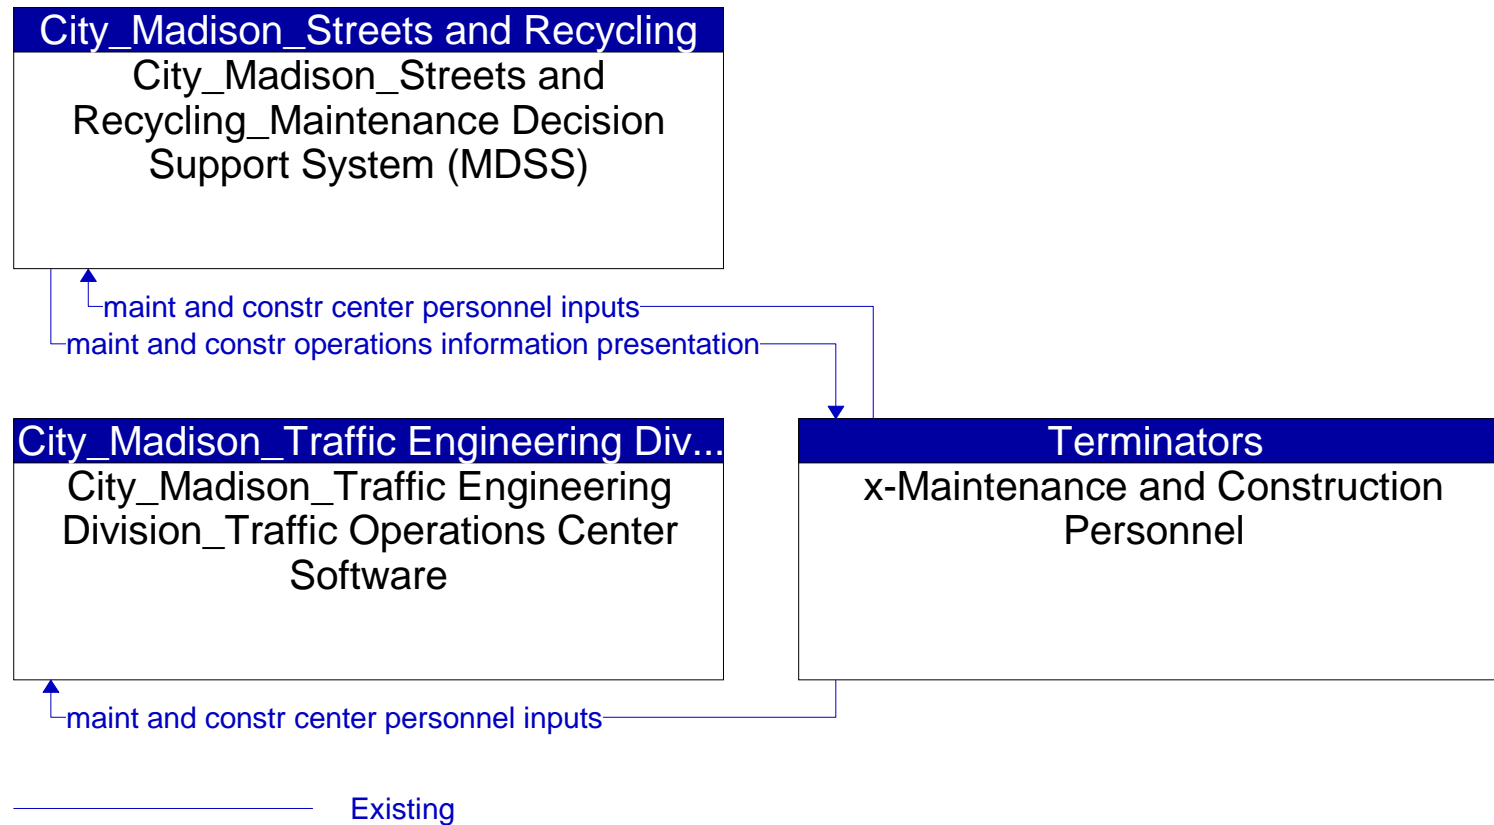 City_Madison_Streets and Recycling
City_Madison_Streets and
Recycling_Maintenance Decision
Support System (MDSS)
maint and constr center personnel inputs
maint and constr operations information presentation
City_Madison_Traffic Engineering Div...
City_Madison_Traffic Engineering
Division_Traffic Operations Center
Software
Terminators
x-Maintenance and Construction
Personnel
maint and constr center personnel inputs
Existing